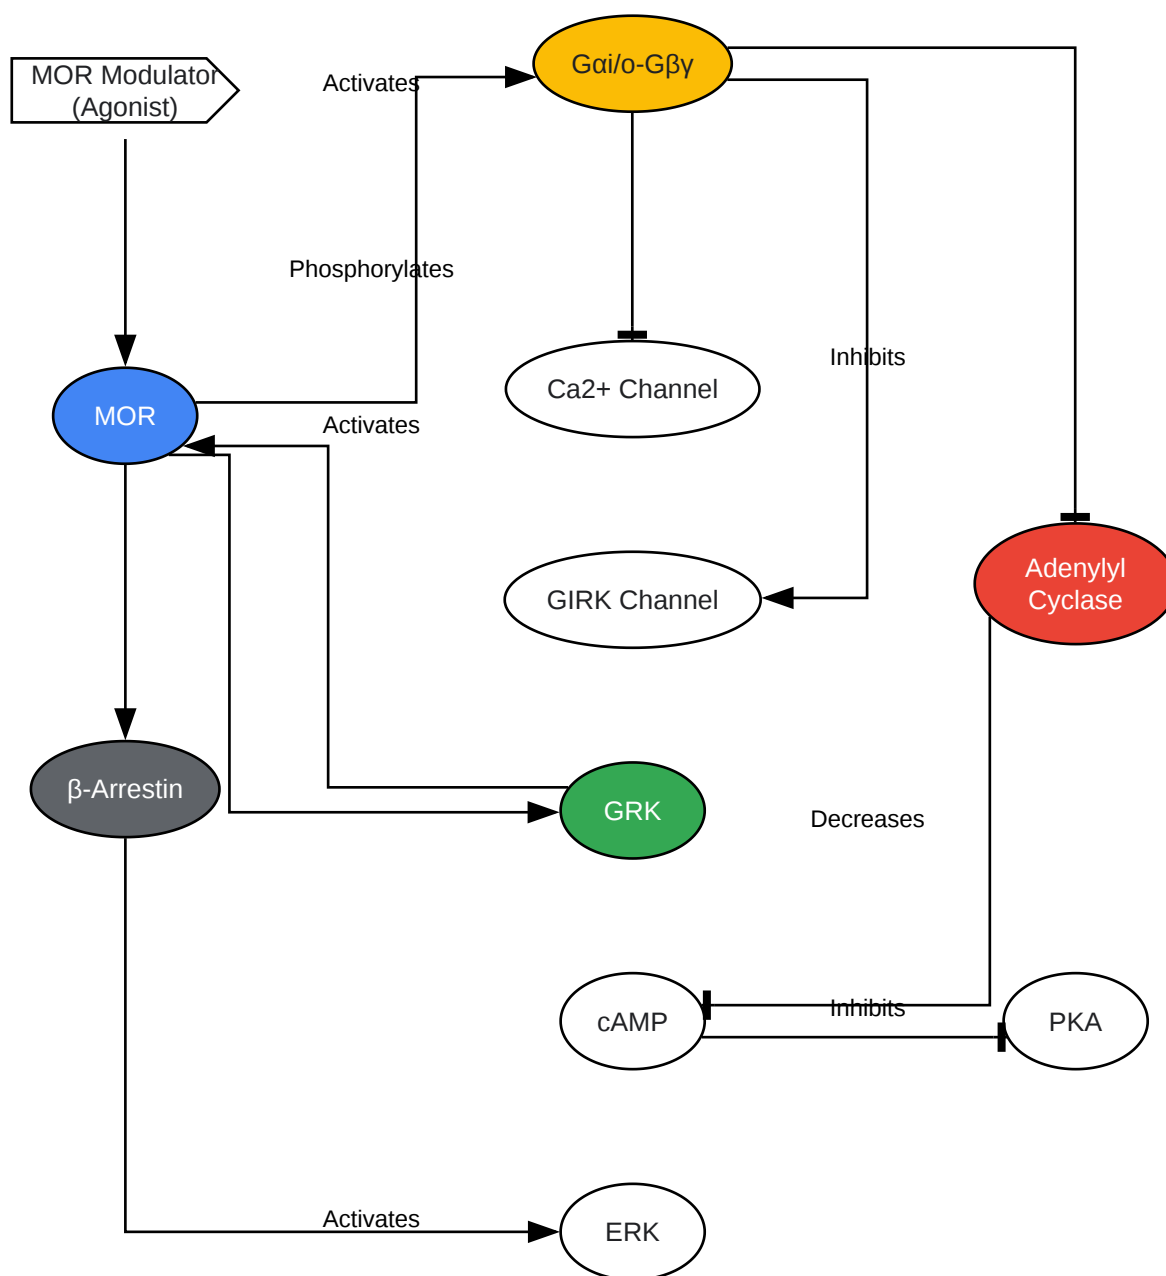 MOR Modulator
(Agonist)
Activates
Gαi/o-Gβγ
Phosphorylates
Inhibits
Ca2+ Channel
MOR
Activates
Adenylyl
Cyclase
GIRK Channel
β-Arrestin
GRK
Decreases
cAMP
Inhibits
PKA
Activates
ERK